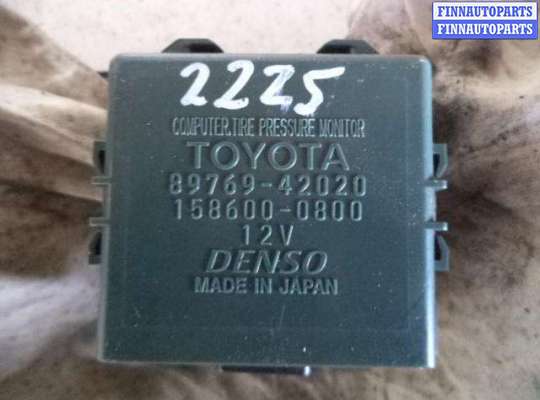 FINNAUTOPARTS
FINNAUTOPARTS
2225
COMPUTER,TIRE PRESSURE MONITOR
TOYOTA
89769-42020
158600-0800
12V
DENSO
MADE IN JAPAN